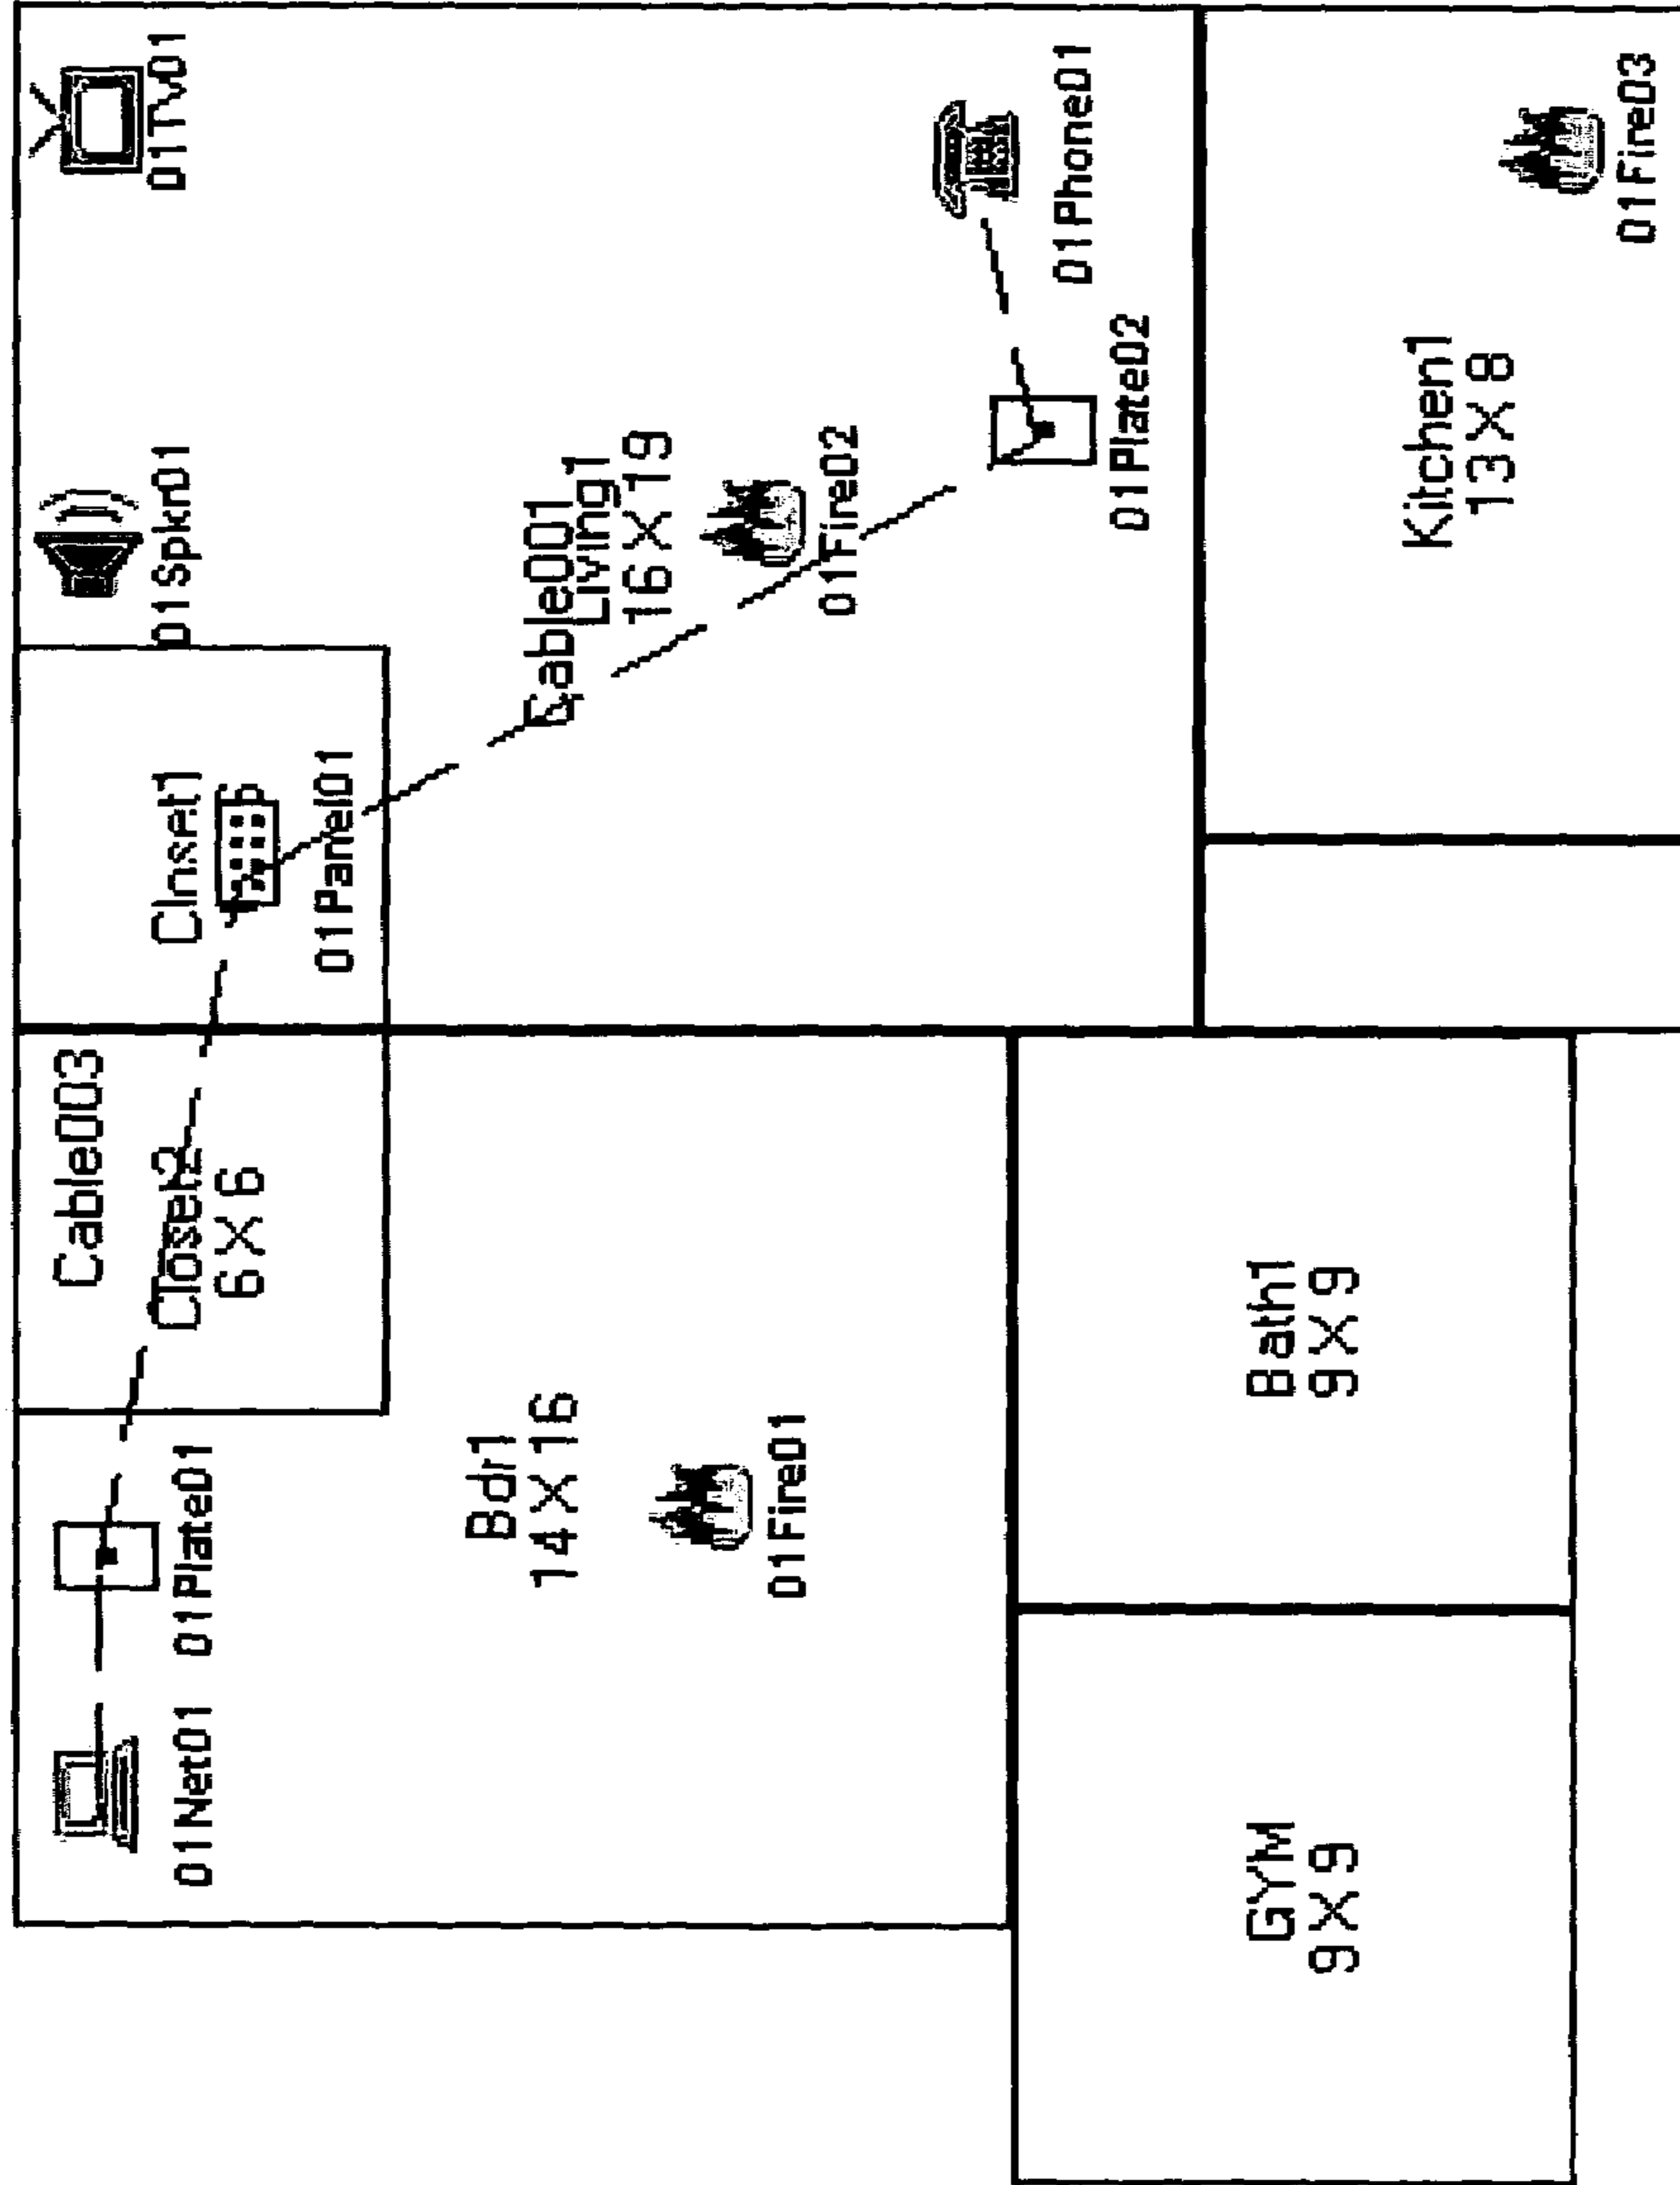 Cable003
01Net01
01Plate01
Closet2
6X6
Closet1
01Panel01
01Spkr01
01Tv01
Bdr1
14X16
01Fire01
Cable001
Living1
16X19
01Fire02
01Phone01
01Plate02
GYM
9X9
Bath1
9X9
Kitchen1
13X8
01Fire03